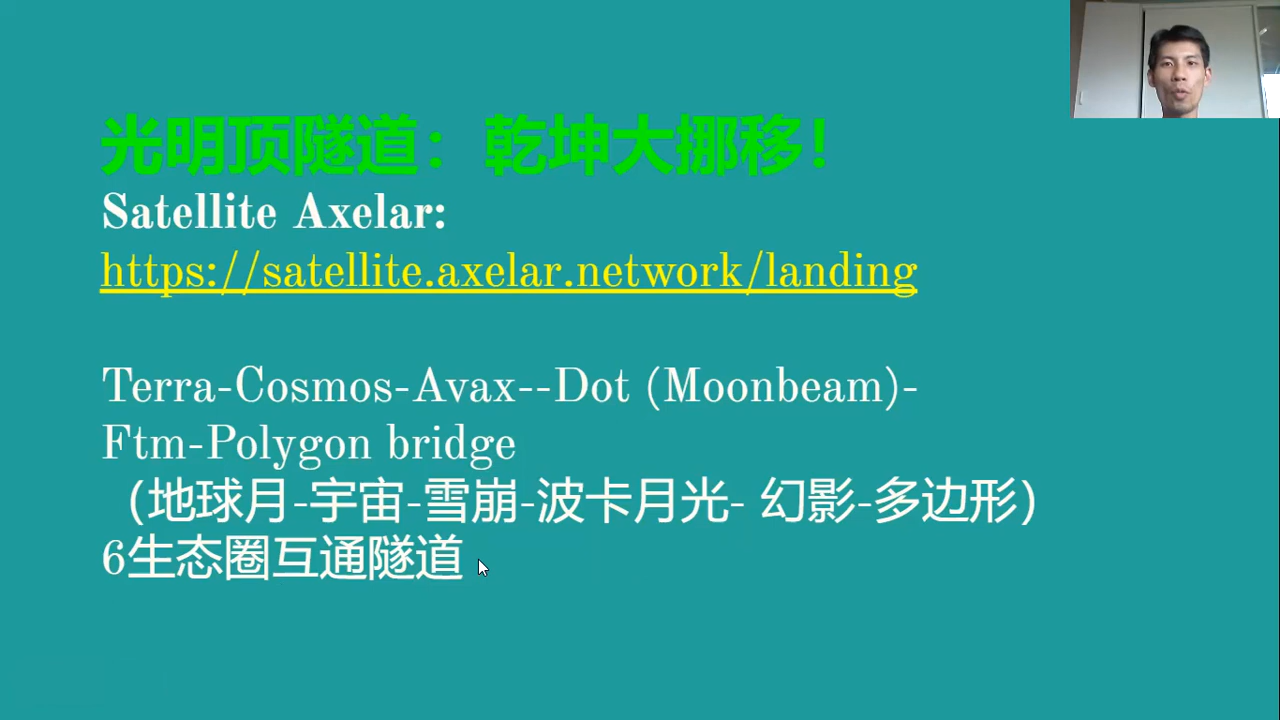 光明顶隧道：乾坤大挪移！
Satellite Axelar:
https://satellite.axelar.network/landing
Terra-Cosmos-Avax--Dot (Moonbeam)-
Ftm-Polygon bridge
（地球月-宇宙-雪崩-波卡月光- 幻影-多边形）
6生态圈互通隧道